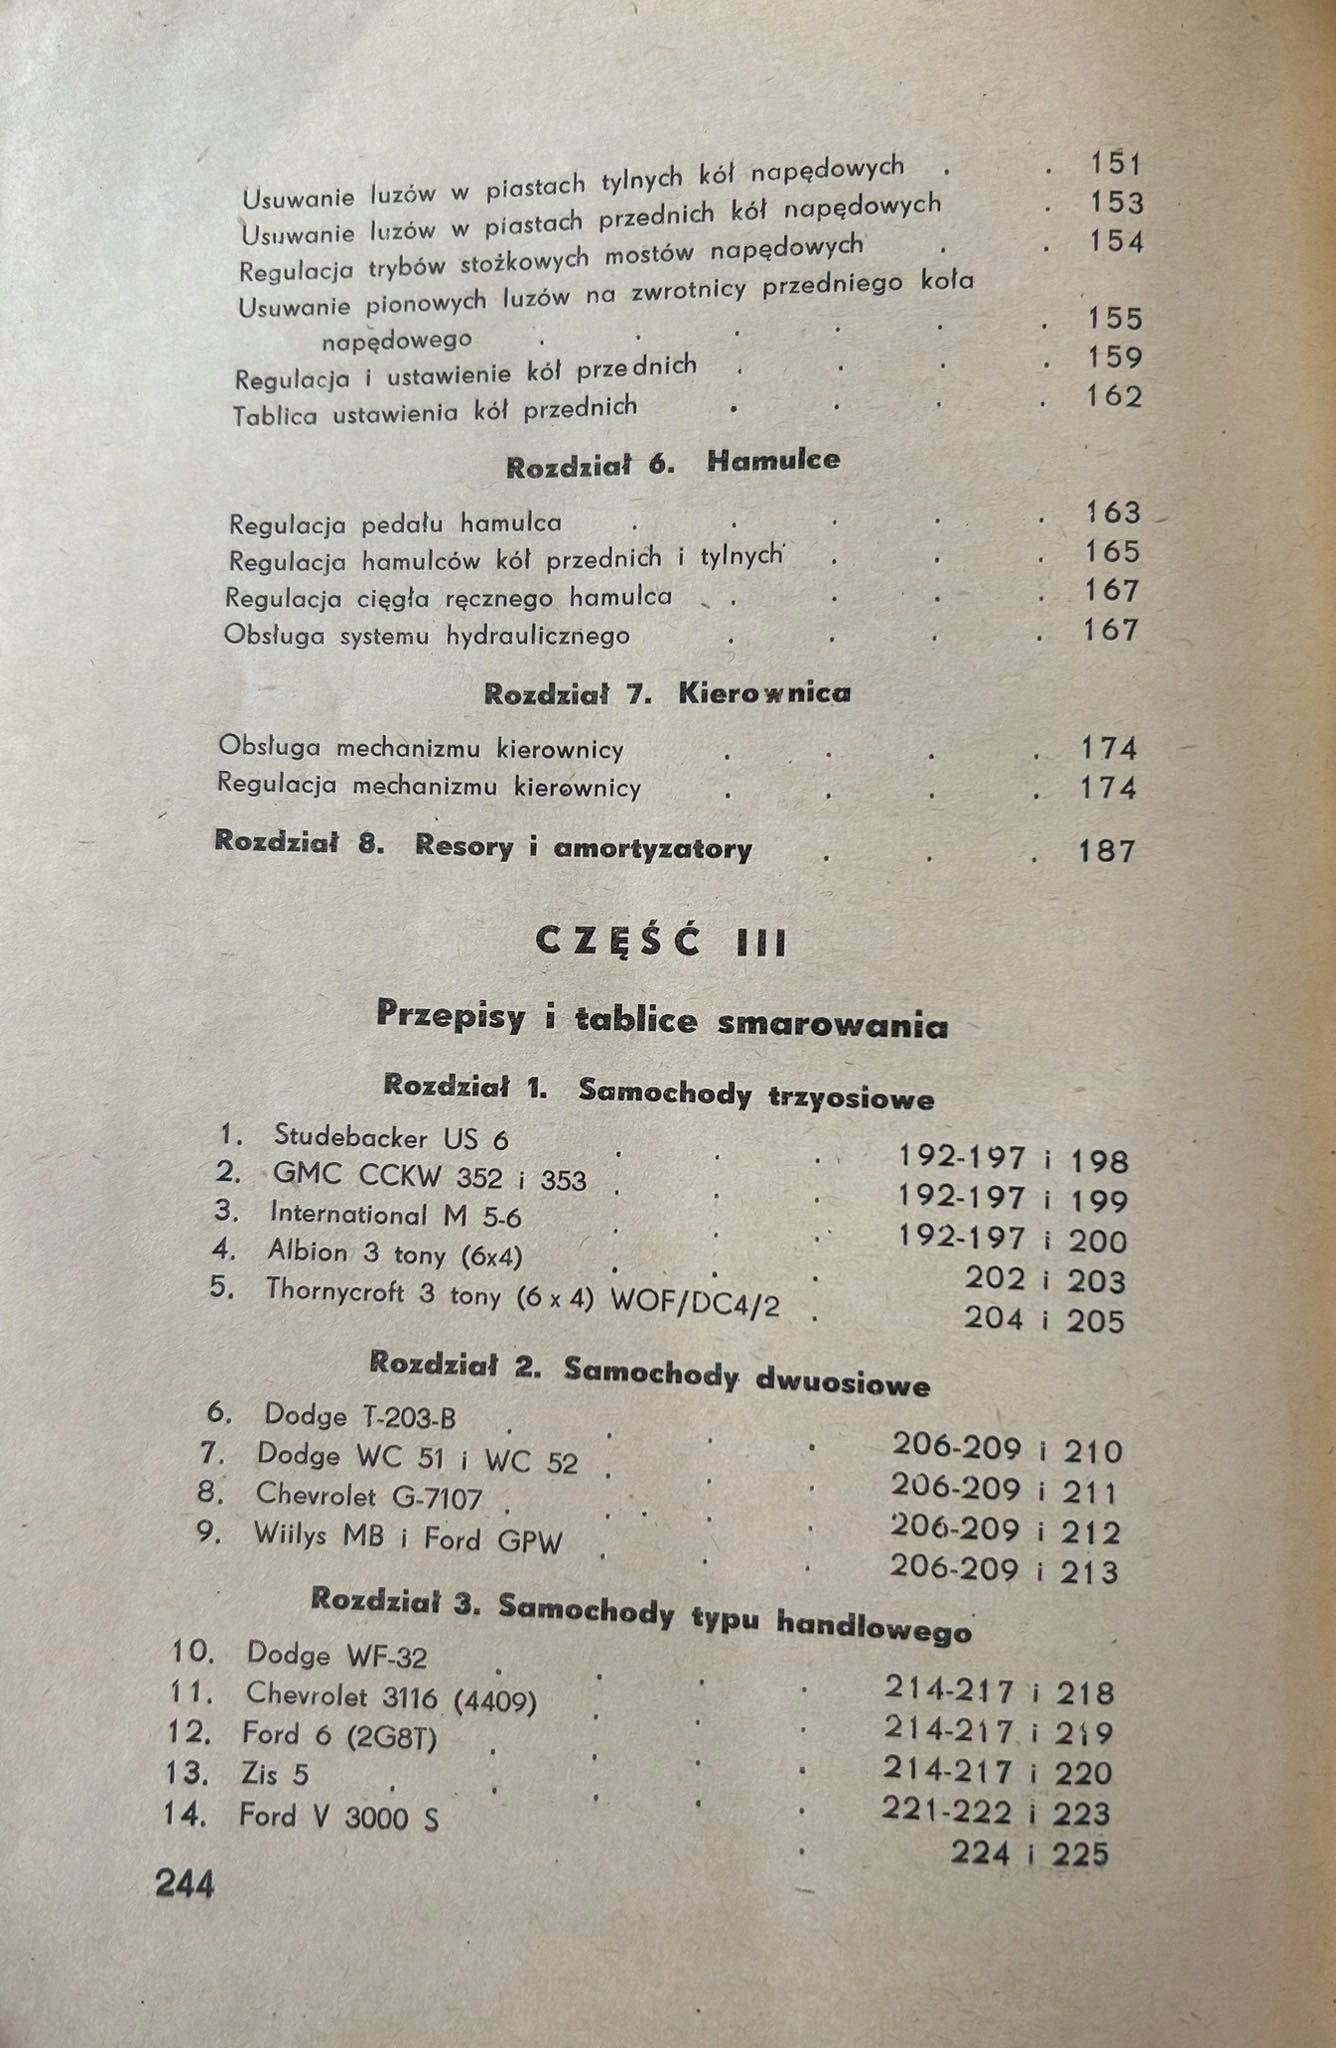 Usuwanie luzów w piastach tylnych kół napędowych . . 151
Usuwanie luzów w piastach przednich kół napędowych . 153
Regulacja trybów stożkowych mostów napędowych . . 154
Usuwanie pionowych luzów na zwrotnicy przedniego koła
napędowego . . . . . . 155
Regulacja i ustawienie kół przednich . . . . 159
Tablica ustawienia kół przednich . . . . 162
Rozdział 6. Hamulce
Regulacja pedału hamulca . . . . . 163
Regulacja hamulców kół przednich i tylnych . . . 165
Regulacja cięgła ręcznego hamulca . . . . 167
Obsługa systemu hydraulicznego . . . . 167
Rozdział 7. Kierownica
Obsługa mechanizmu kierownicy . . . . 174
Regulacja mechanizmu kierownicy . . . . 174
Rozdział 8. Resory i amortyzatory . . . 187
CZĘŚĆ III
Przepisy i tablice smarowania
Rozdział 1. Samochody trzyosiowe
1. Studebacker US 6 . . . 192-197 i 198
2. GMC CCKW 352 i 353 . . . 192-197 i 199
3. International M 5-6 . . . 192-197 i 200
4. Albion 3 tony (6x4) . . . 202 i 203
5. Thornycroft 3 tony (6 x 4) WOF/DC4/2 . 204 i 205
Rozdział 2. Samochody dwuosiowe
6. Dodge T-203-B . . . . 206-209 i 210
7. Dodge WC 51 i WC 52 . . . 206-209 i 211
8. Chevrolet G-7107 . . . . 206-209 i 212
9. Wiilys MB i Ford GPW . . . 206-209 i 213
Rozdział 3. Samochody typu handlowego
10. Dodge WF-32 . . . . 214-217 i 218
11. Chevrolet 3116 (4409) . . . 214-217 i 219
12. Ford 6 (2G8T) . . . . 214-217 i 220
13. Zis 5 . . . . . 221-222 i 223
14. Ford V 3000 S . 224 i 225
244